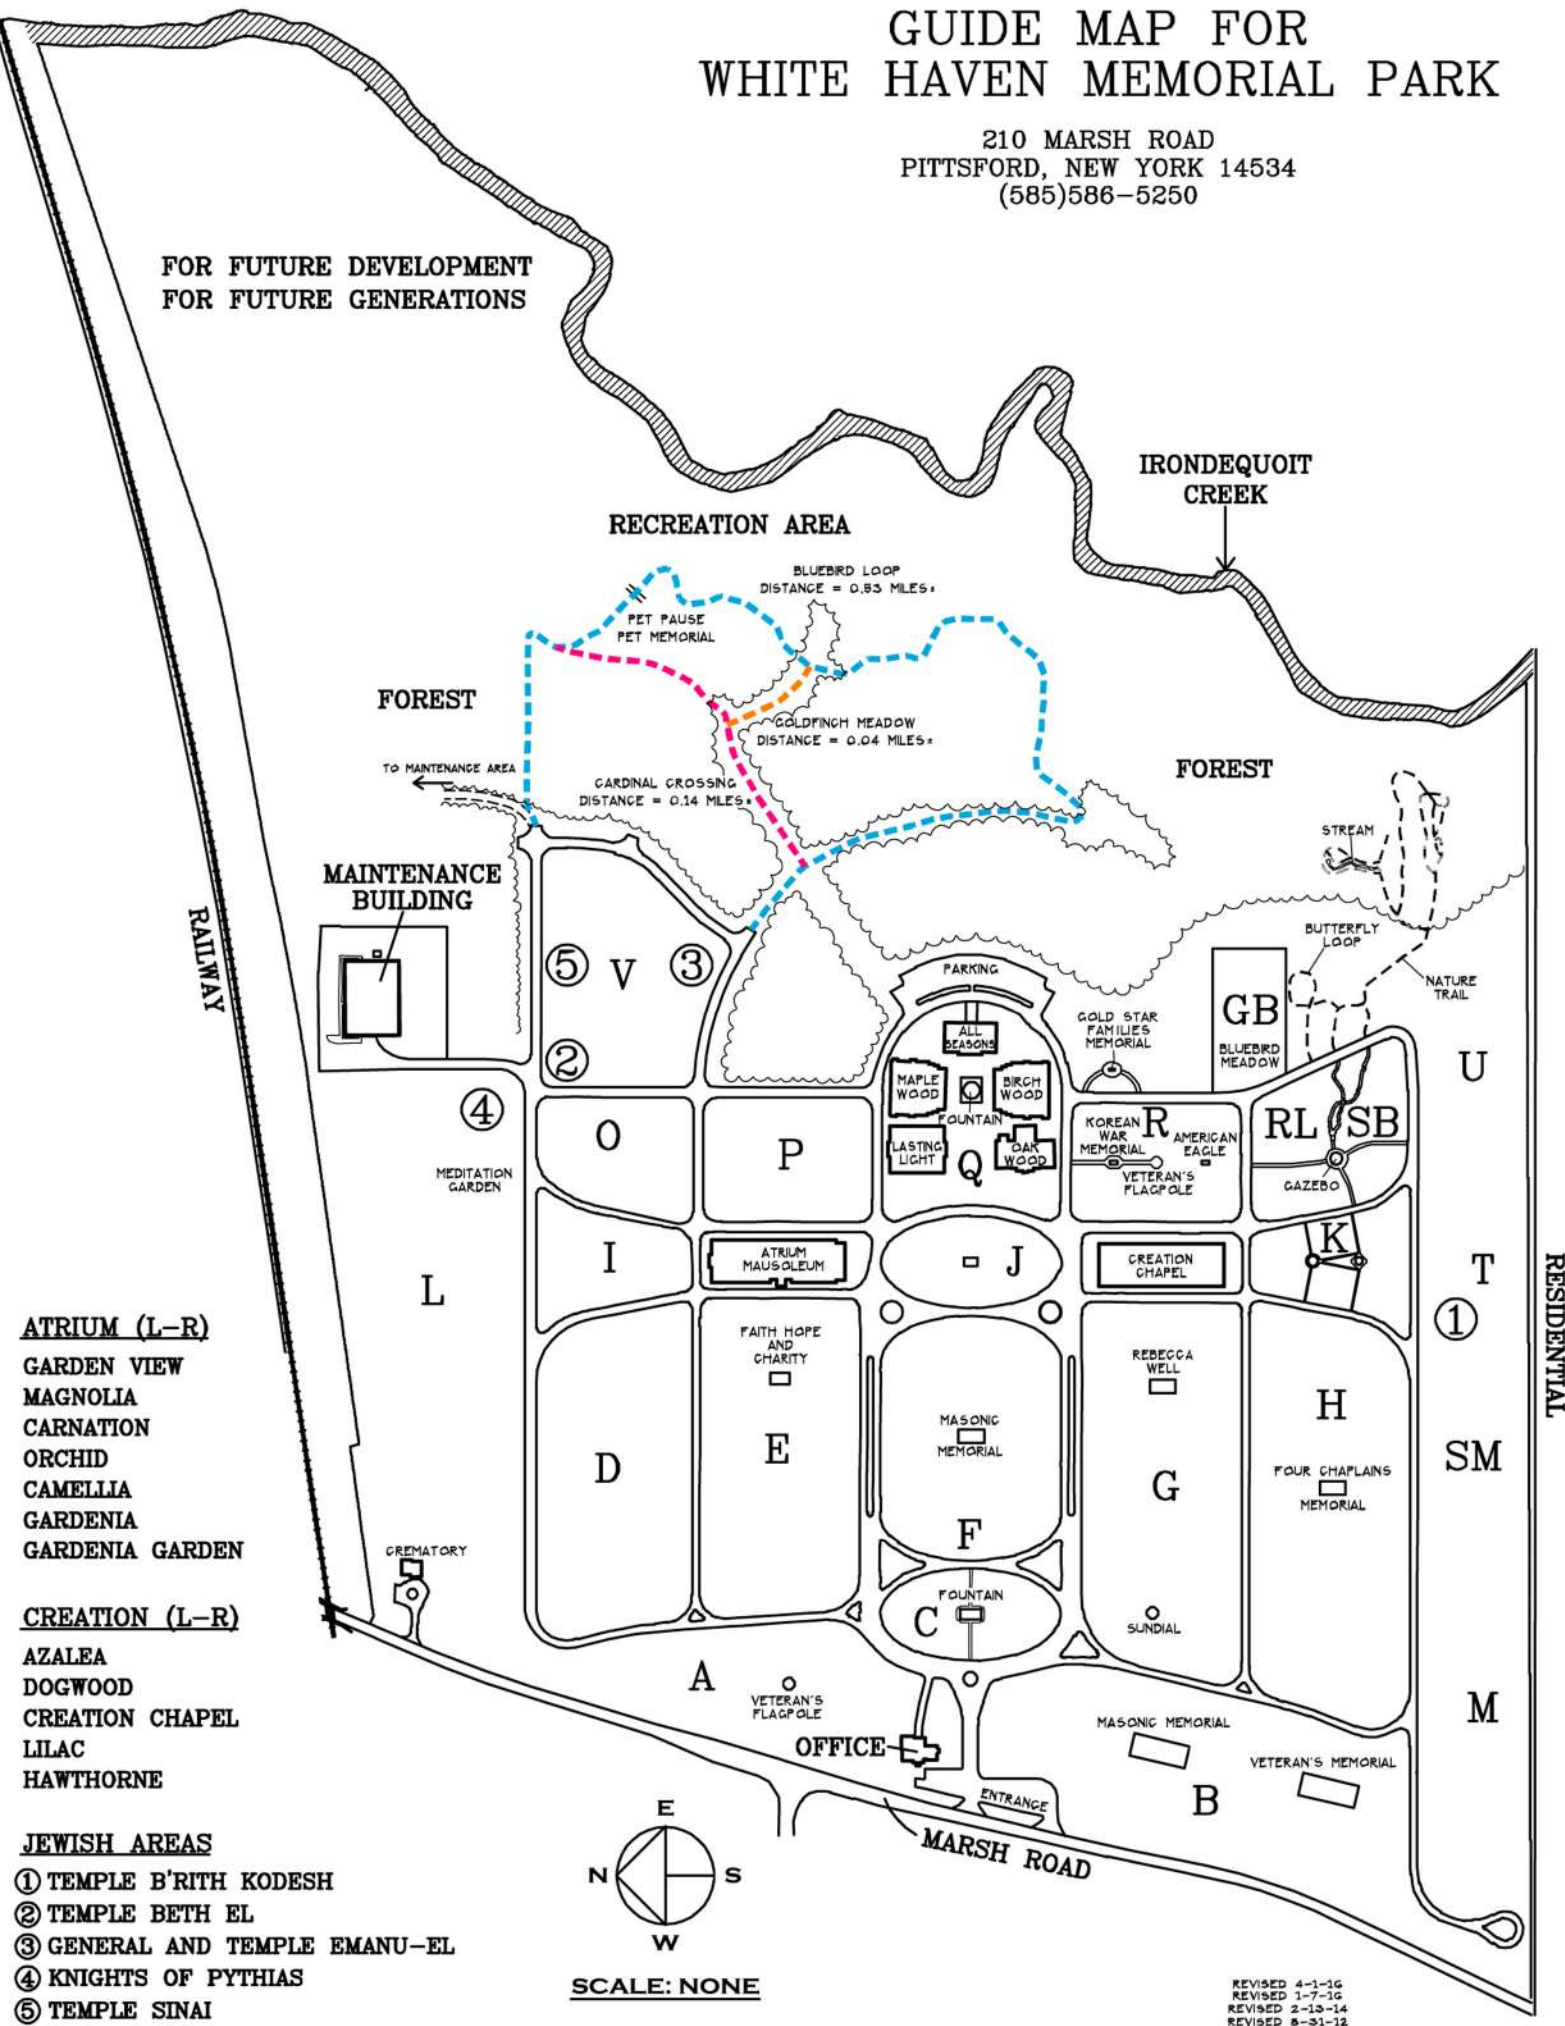 GUIDE MAP FOR
WHITE HAVEN MEMORIAL PARK
210 MARSH ROAD
PITTSFORD, NEW YORK 14534
(585)586-5250
FOR FUTURE DEVELOPMENT
FOR FUTURE GENERATIONS
IRONDEQUOIT
CREEK
RECREATION AREA
BLUEBIRD LOOP
DISTANCE = 0.83 MILES±
PET PAUSE
PET MEMORIAL
FOREST
GOLDFINCH MEADOW
DISTANCE = 0.04 MILES±
TO MAINTENANCE AREA
CARDINAL CROSSING
DISTANCE = 0.14 MILES±
FOREST
STREAM
MAINTENANCE
BUILDING
RAILWAY
BUTTERFLY
LOOP
NATURE
TRAIL
5 V 3
PARKING
GB
BLUEBIRD
MEADOW
GOLD STAR
FAMILIES
MEMORIAL
ALL
SEASONS
2
MAPLE
WOOD
BIRCH
WOOD
FOUNTAIN
U
4
O
P
LASTING
LIGHT
Q
OAK
WOOD
KOREAN
WAR
MEMORIAL
R
AMERICAN
EAGLE
VETERAN'S
FLAGPOLE
RL
SB
GAZEBO
MEDITATION
GARDEN
L
I
ATRIUM
MAUSOLEUM
J
CREATION
CHAPEL
K
T
1
RESIDENTIAL
FAITH HOPE
AND
CHARITY
REBECCA
WELL
D
E
MASONIC
MEMORIAL
F
G
H
FOUR CHAPLAINS
MEMORIAL
SM
CREMATORY
C
FOUNTAIN
SUNDIAL
A
VETERAN'S
FLAGPOLE
OFFICE
MASONIC MEMORIAL
VETERAN'S MEMORIAL
M
B
ENTRANCE
MARSH ROAD
ATRIUM (L-R)
GARDEN VIEW
MAGNOLIA
CARNATION
ORCHID
CAMELLIA
GARDENIA
GARDENIA GARDEN
CREATION (L-R)
AZALEA
DOGWOOD
CREATION CHAPEL
LILAC
HAWTHORNE
JEWISH AREAS
1 TEMPLE B'RITH KODESH
2 TEMPLE BETH EL
3 GENERAL AND TEMPLE EMANU-EL
4 KNIGHTS OF PYTHIAS
5 TEMPLE SINAI
E
N S
W
SCALE: NONE
REVISED 4-1-16
REVISED 1-7-16
REVISED 2-13-14
REVISED 8-31-12